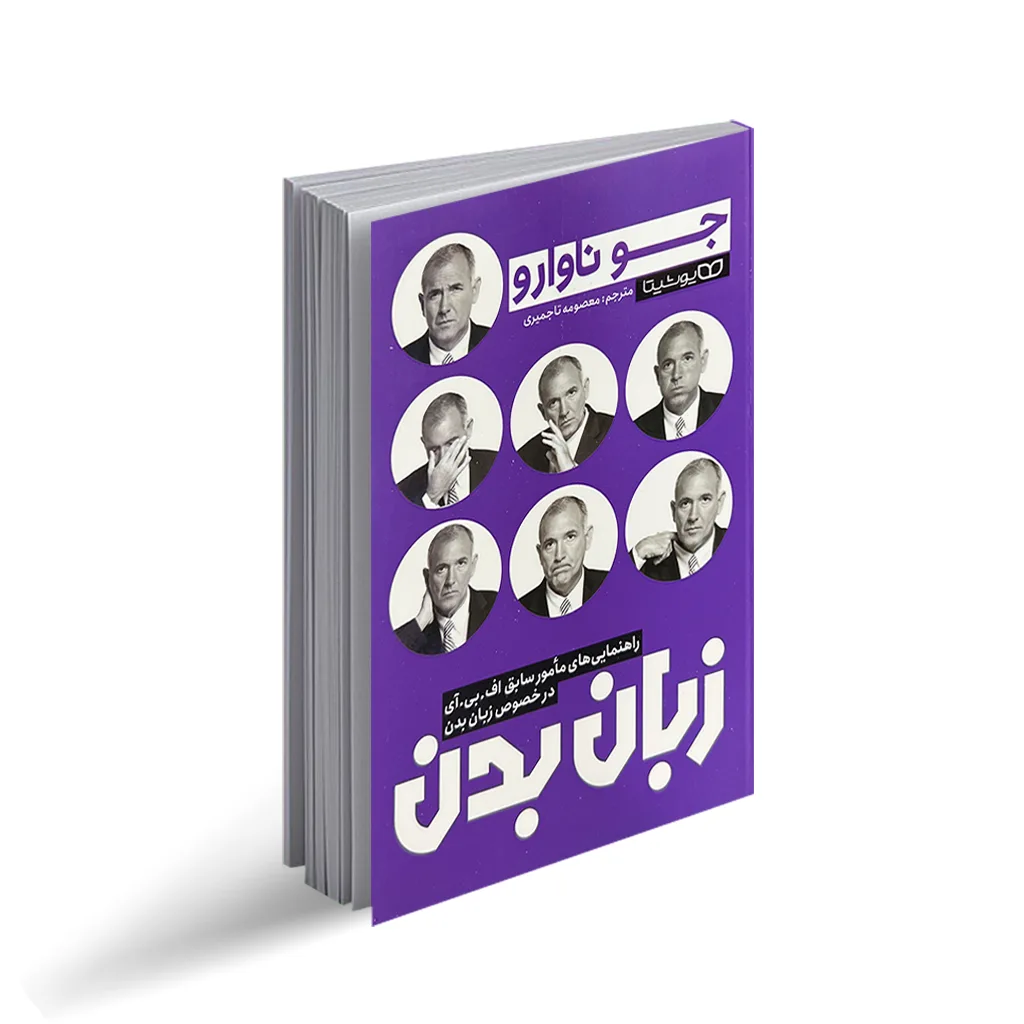 جو ناوارو
یوشیتا
مترجم: معصومه تاجمیری
راهنمایی‌های مأمور سابق اف.بی.آی
در خصوص زبان بدن
زبان بدن